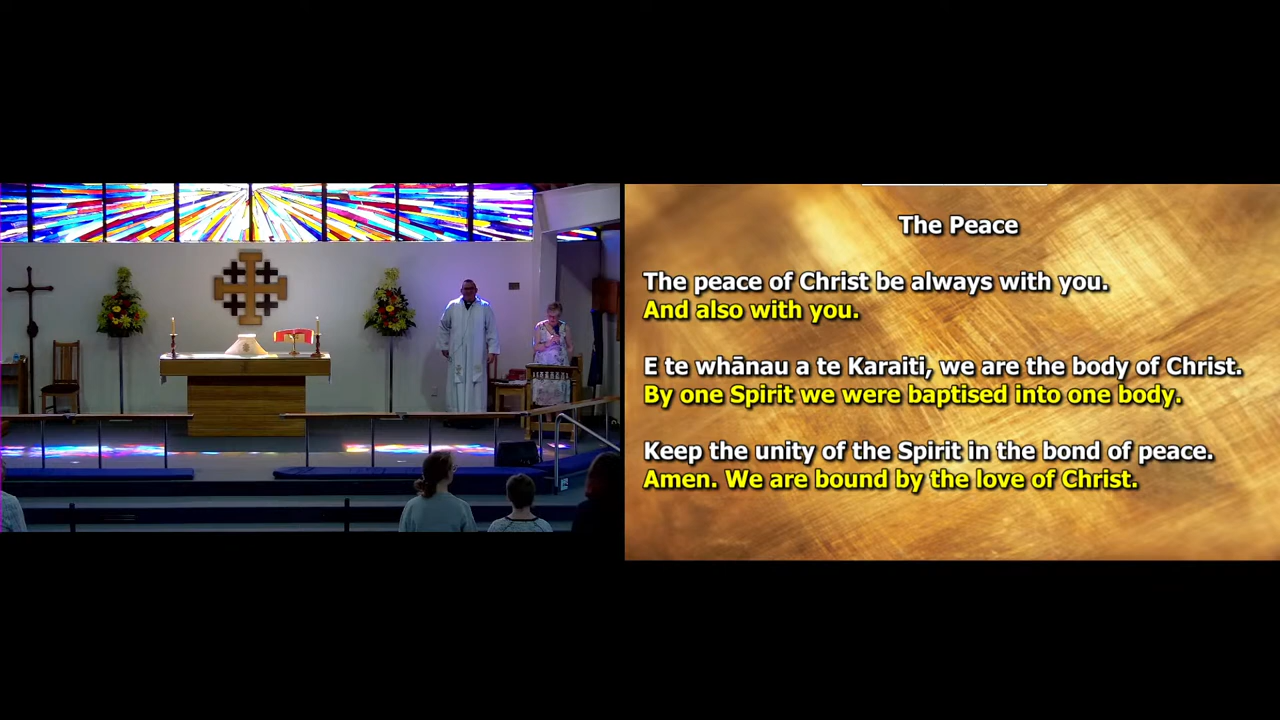 The Peace
The peace of Christ be always with you.
And also with you.
E te whānau a te Karaiti, we are the body of Christ.
By one Spirit we were baptised into one body.
Keep the unity of the Spirit in the bond of peace.
Amen. We are bound by the love of Christ.